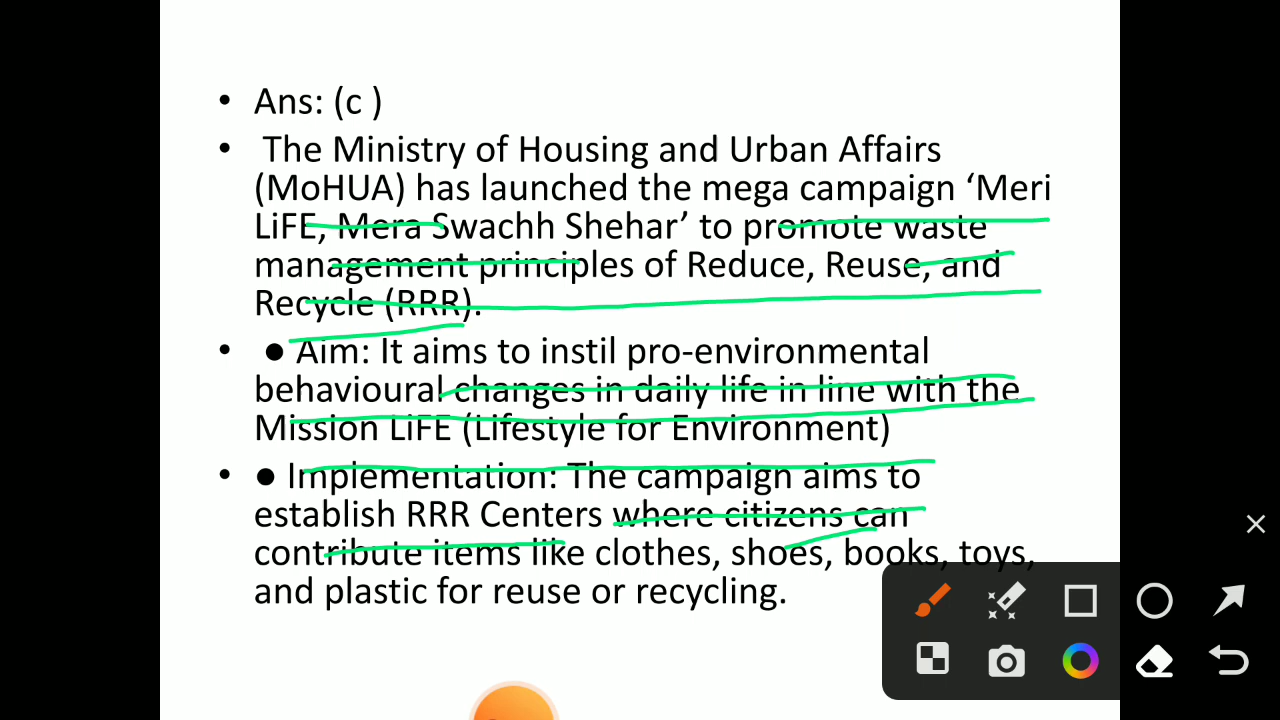 • Ans: (c )
• The Ministry of Housing and Urban Affairs
(MoHUA) has launched the mega campaign ‘Meri
LiFE, Mera Swachh Shehar’ to promote waste
management principles of Reduce, Reuse, and
Recycle (RRR).
• ● Aim: It aims to instil pro-environmental
behavioural changes in daily life in line with the
Mission LiFE (Lifestyle for Environment)
• ● Implementation: The campaign aims to
establish RRR Centers where citizens can
contribute items like clothes, shoes, books, toys,
and plastic for reuse or recycling.